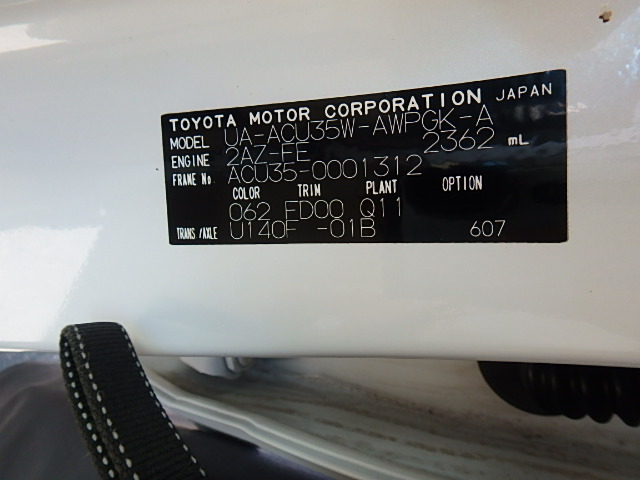 TOYOTA MOTOR CORPORATION JAPAN
MODEL UA-ACU35W-AWPGK-A
ENGINE 2AZ-FE 2362 mL
FRAME No. ACU35-0001312
COLOR TRIM PLANT OPTION
062 FD00 Q11
TRANS/AXLE U140F -01B 607